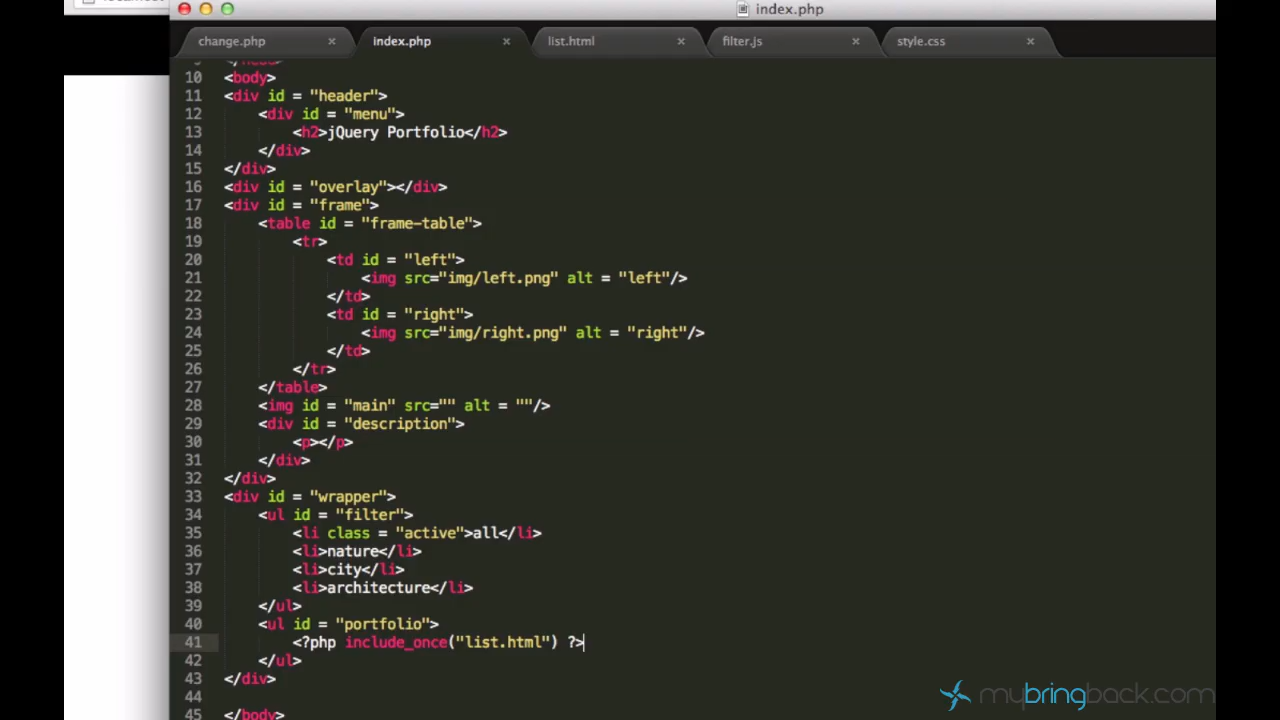 index.php
change.php × index.php × list.html × filter.js × style.css ×
10 <body>
11 <div id = "header">
12 <div id = "menu">
13 <h2>jQuery Portfolio</h2>
14 </div>
15 </div>
16 <div id = "overlay"></div>
17 <div id = "frame">
18 <table id = "frame-table">
19 <tr>
20 <td id = "left">
21 <img src="img/left.png" alt = "left"/>
22 </td>
23 <td id = "right">
24 <img src="img/right.png" alt = "right"/>
25 </td>
26 </tr>
27 </table>
28 <img id = "main" src="" alt = ""/>
29 <div id = "description">
30 <p></p>
31 </div>
32 </div>
33 <div id = "wrapper">
34 <ul id = "filter">
35 <li class = "active">all</li>
36 <li>nature</li>
37 <li>city</li>
38 <li>architecture</li>
39 </ul>
40 <ul id = "portfolio">
41 <?php include_once("list.html") ?>
42 </ul>
43 </div>
44
45 </body>
mybringback.com